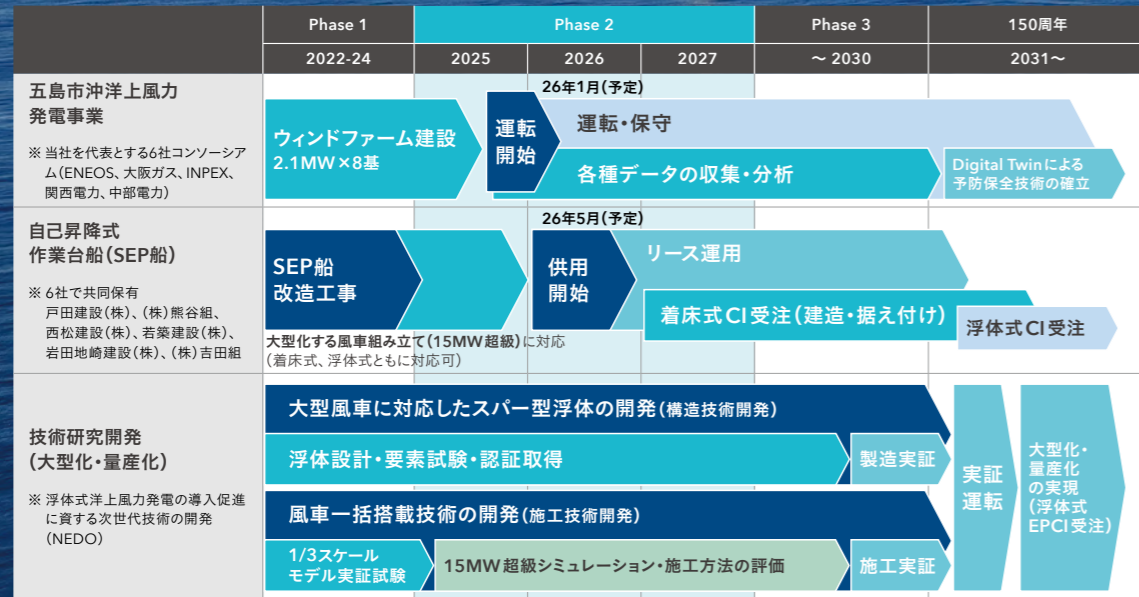 Phase 1
Phase 2
Phase 3
150周年
2022-24
2025
2026
2027
～ 2030
2031～
五島市沖洋上風力
発電事業
※ 当社を代表とする6社コンソーシア
ム(ENEOS、大阪ガス、INPEX、
関西電力、中部電力)
ウィンドファーム建設
2.1MW×8基
26年1月(予定)
運転
開始
運転・保守
各種データの収集・分析
Digital Twinによる
予防保全技術の確立
自己昇降式
作業台船(SEP船)
※ 6社で共同保有
戸田建設(株)、(株)熊谷組、
西松建設(株)、若築建設(株)、
岩田地崎建設(株)、(株)吉田組
SEP船
改造工事
26年5月(予定)
供用
開始
リース運用
着床式CI受注(建造・据え付け)
浮体式CI受注
大型化する風車組み立て(15MW超級)に対応
(着床式、浮体式ともに対応可)
技術研究開発
(大型化・量産化)
※ 浮体式洋上風力発電の導入促進
に資する次世代技術の開発
(NEDO)
大型風車に対応したスパー型浮体の開発(構造技術開発)
浮体設計・要素試験・認証取得
製造実証
風車一括搭載技術の開発(施工技術開発)
1/3スケール
モデル実証試験
15MW超級シミュレーション・施工方法の評価
施工実証
実証
運転
大型化・
量産化
の実現
(浮体式
EPCI受注)